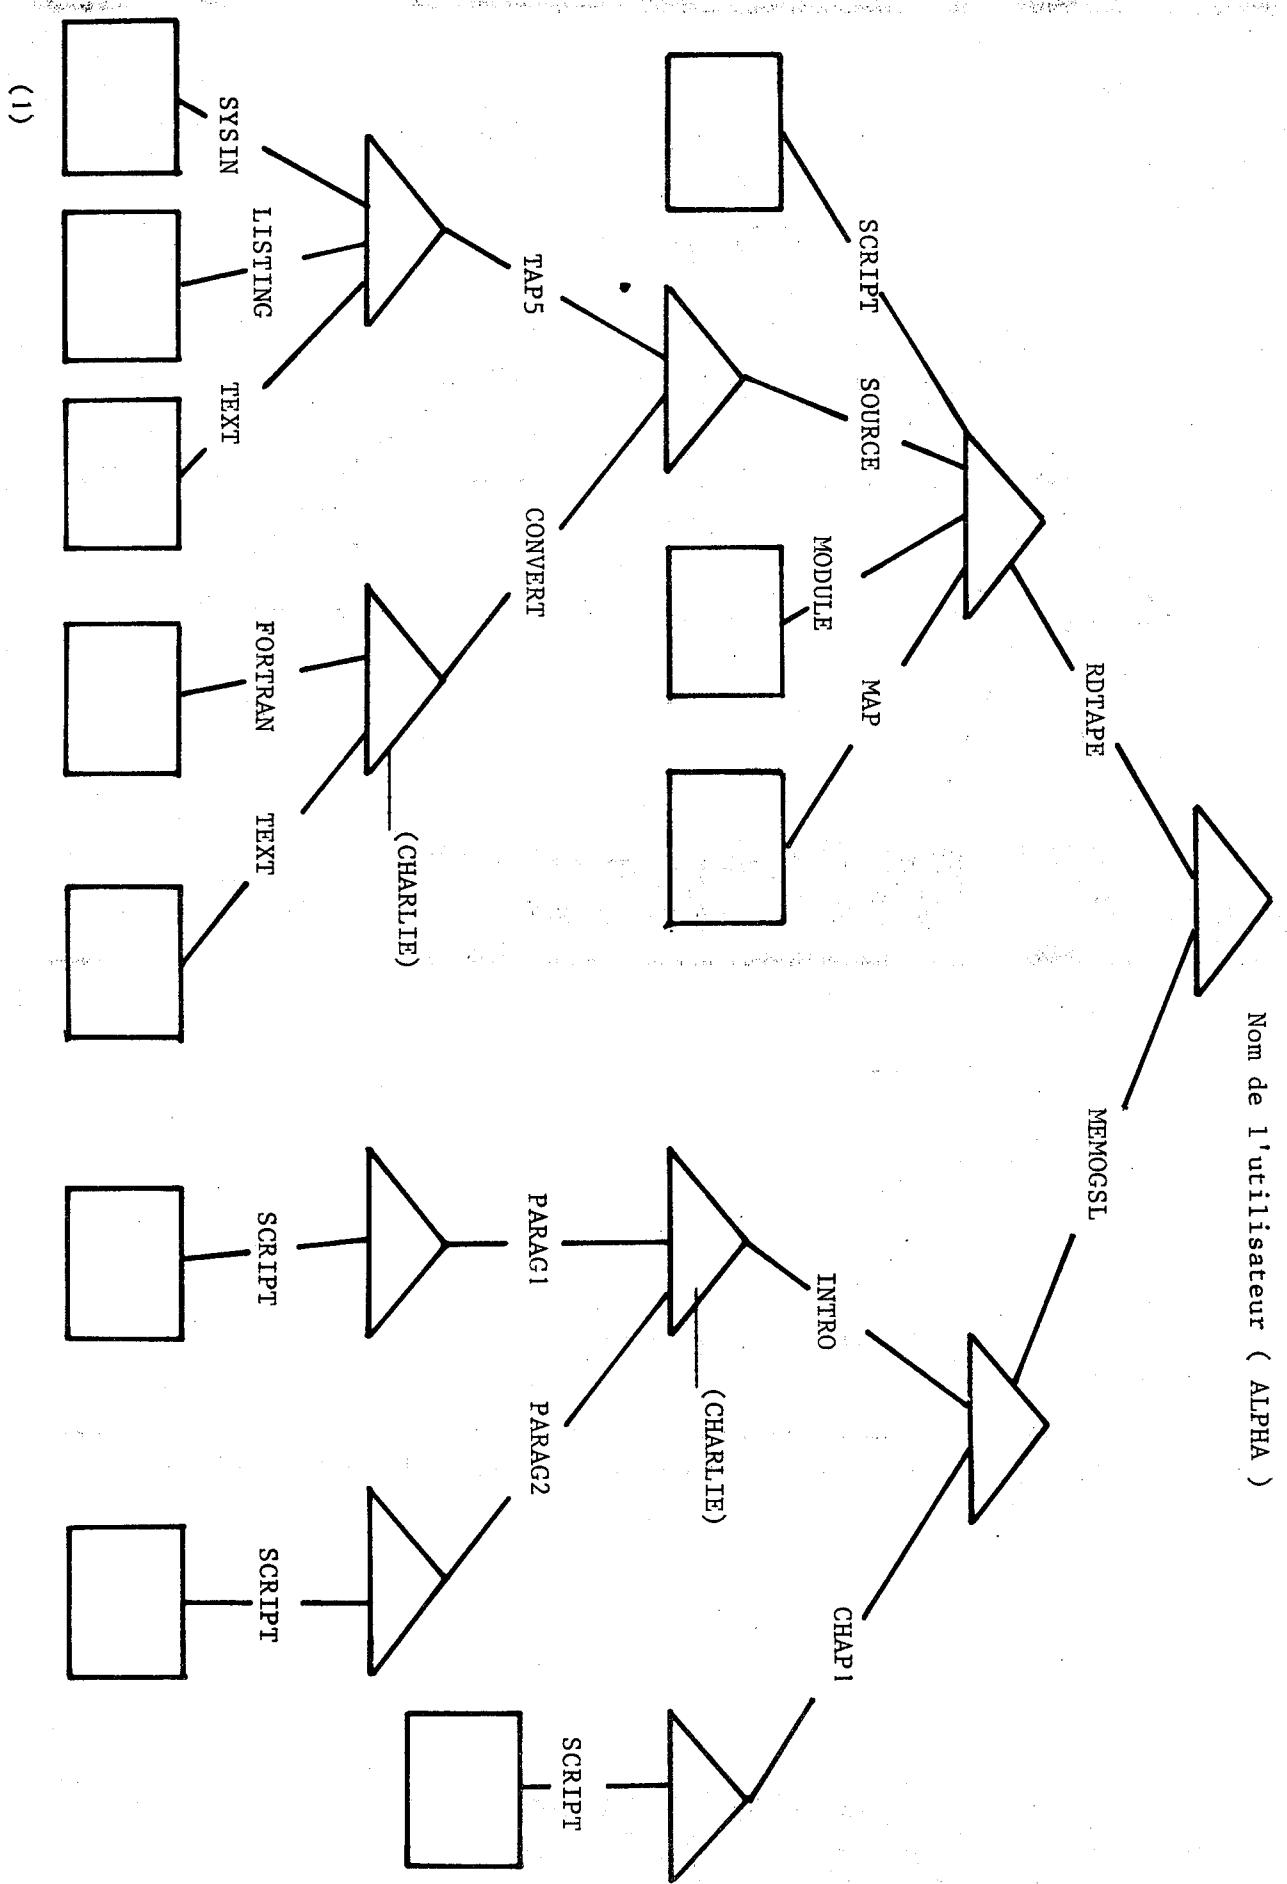 Nom de l'utilisateur ( ALPHA )
RDTAPE
MEMOGSL
SCRIPT
SOURCE
MODULE
MAP
INTRO
CHAP1
(CHARLIE)
TAP5
CONVERT
PARAG1
PARAG2
SCRIPT
(CHARLIE)
SYSIN
LISTING
TEXT
FORTRAN
TEXT
SCRIPT
SCRIPT
(1)